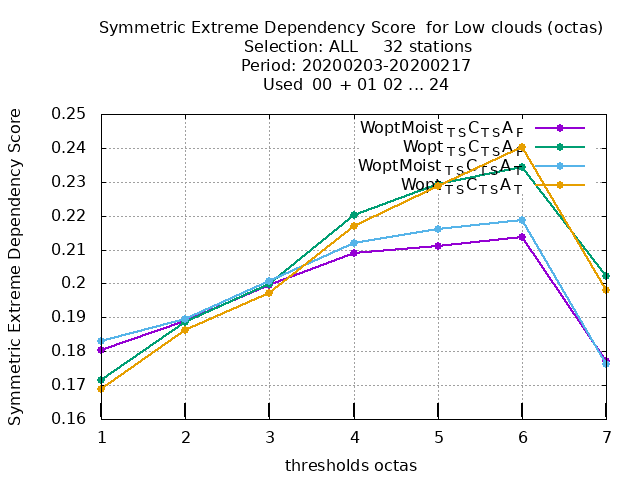 Symmetric Extreme Dependency Score  for Low clouds (octas)
Selection: ALL     32 stations
Period: 20200203-20200217
Used  00 + 01 02 ... 24
Symmetric Extreme Dependency Score
0.25
0.24
0.23
0.22
0.21
0.2
0.19
0.18
0.17
0.16
WoptMoist TS C TS A F
Wopt TS C TS A F
WoptMoist TS C TS A T
Wopt TS C TS A T
1 2 3 4 5 6 7
thresholds octas